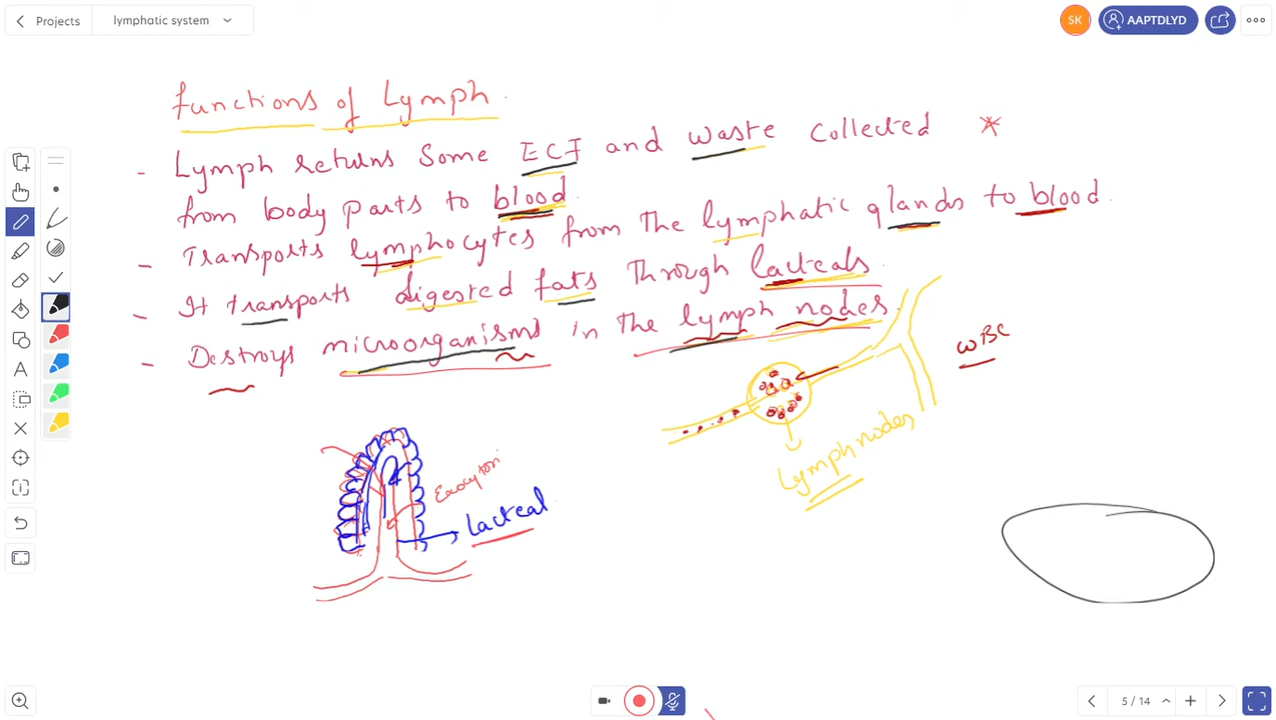 Projects
lymphatic system
SK
AAPTDLYD
Functions of Lymph
- Lymph returns Some ECF and waste collected *
from body parts to blood.
- Transports lymphocytes from the lymphatic glands to blood.
- It transports digested fats Through lacteals.
- Destroys microorganisms in the lymph nodes.
WBC
Lymph nodes
Lacteal
5 / 14